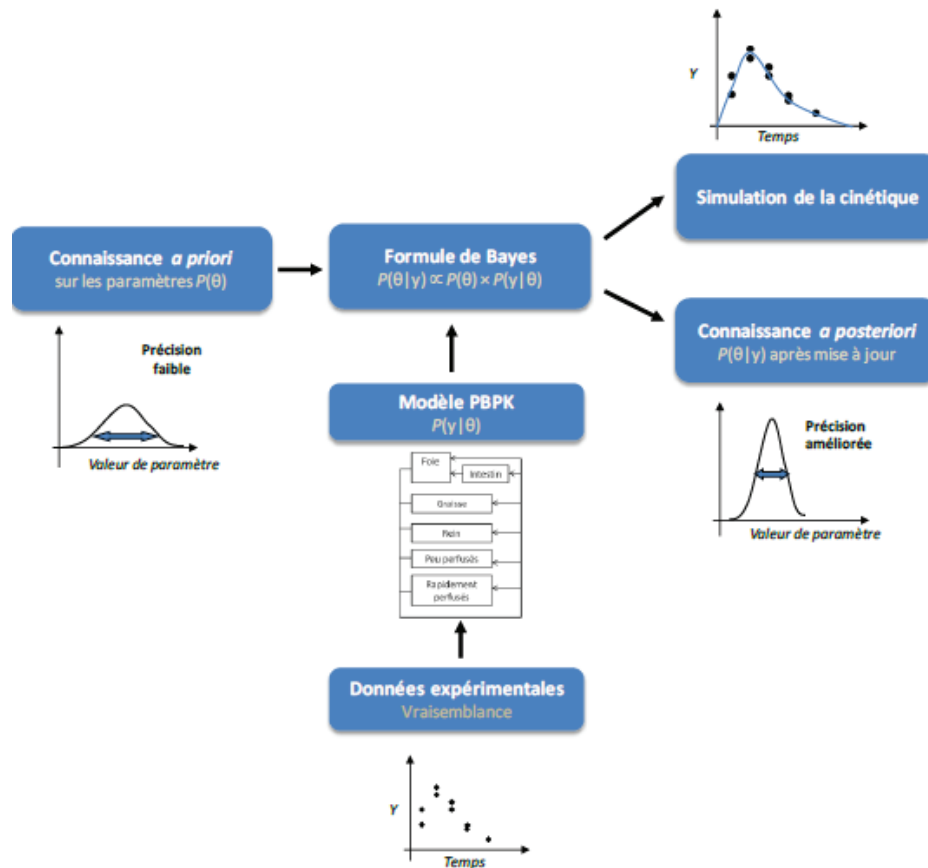 Y
Temps
Simulation de la cinétique
Connaissance a priori
sur les paramètres P(θ)
Formule de Bayes
P(θ|y) ∝ P(θ) × P(y|θ)
Connaissance a posteriori
P(θ|y) après mise à jour
Précision
faible
Valeur de paramètre
Modèle PBPK
P(y|θ)
Précision
améliorée
Valeur de paramètre
Foie
Intestin
Graisse
Rein
Peu perfusés
Rapidement
perfusés
Données expérimentales
Vraisemblance
Y
Temps